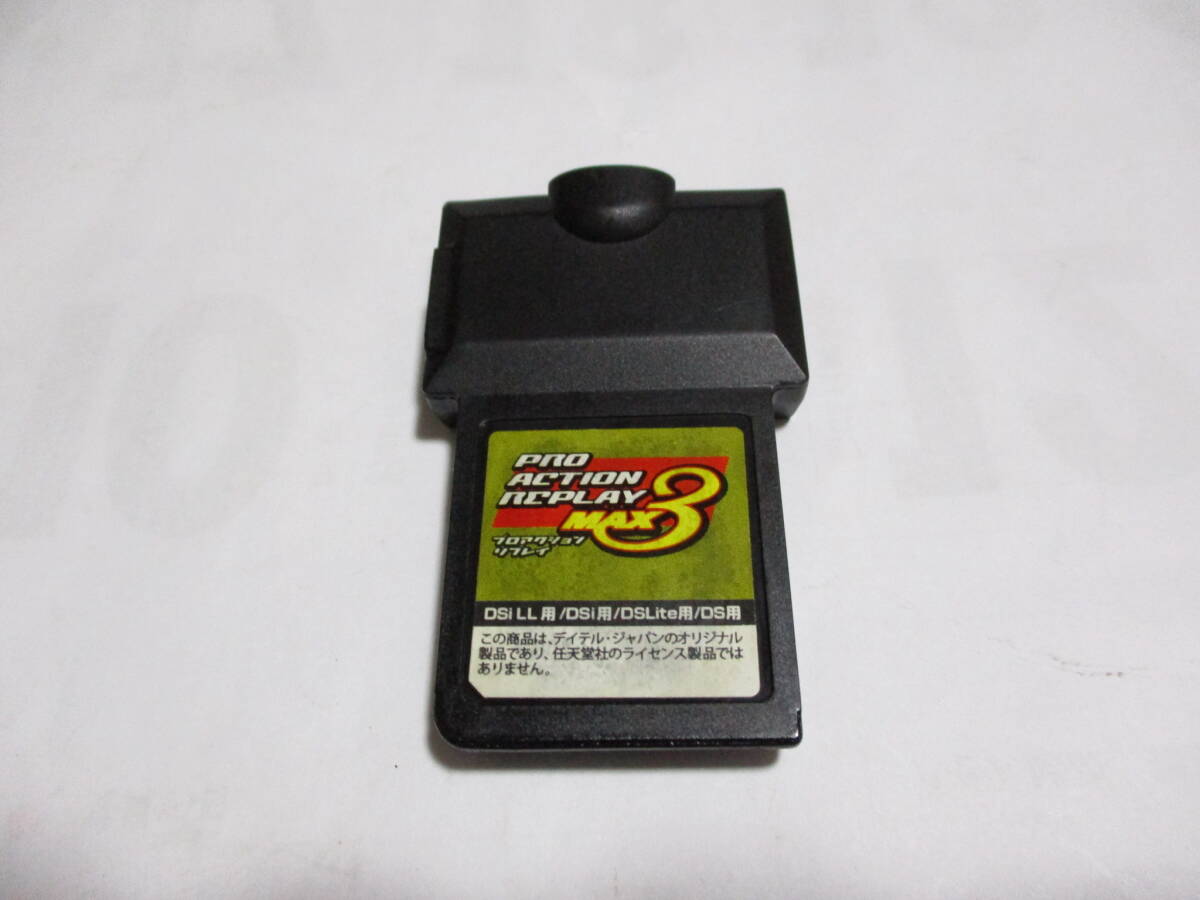 PRO
ACTION
REPLAY
MAX3
プロアクション
リプレイ
DSi LL用/DSi用/DSLite用/DS用
この商品は、デイテル・ジャパンのオリジナル
製品であり、任天堂社のライセンス製品では
ありません。